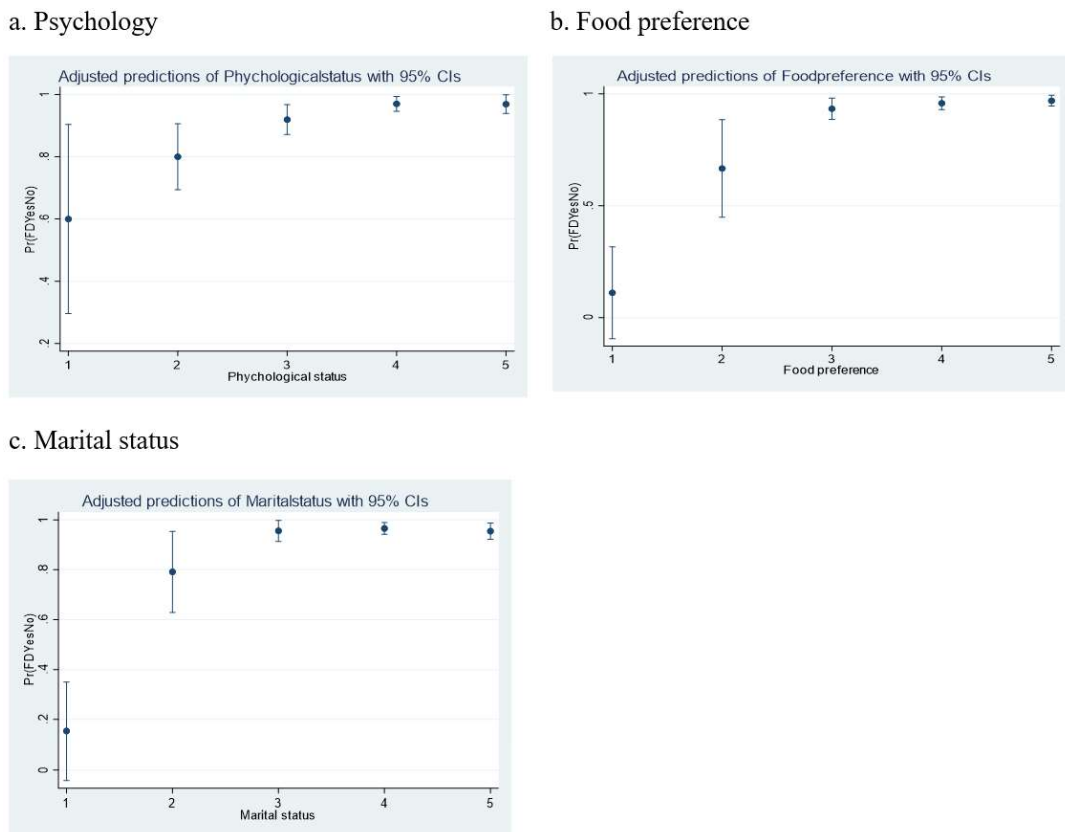 a. Psychology
b. Food preference
Adjusted predictions of Phychologicalstatus with 95% CIs
Pr(FDYesNo)
1
.8
.6
.4
.2
1 2 3 4 5
Phychological status
Adjusted predictions of Foodpreference with 95% CIs
Pr(FDYesNo)
1
.5
0
1 2 3 4 5
Food preference
c. Marital status
Adjusted predictions of Maritalstatus with 95% CIs
Pr(FDYesNo)
1
.8
.6
.4
.2
0
1 2 3 4 5
Marital status